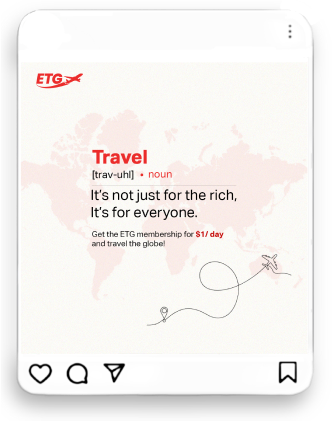 ETG
Travel
[trav-uhl] • noun
It's not just for the rich,
It's for everyone.
Get the ETG membership for $1/ day
and travel the globe!